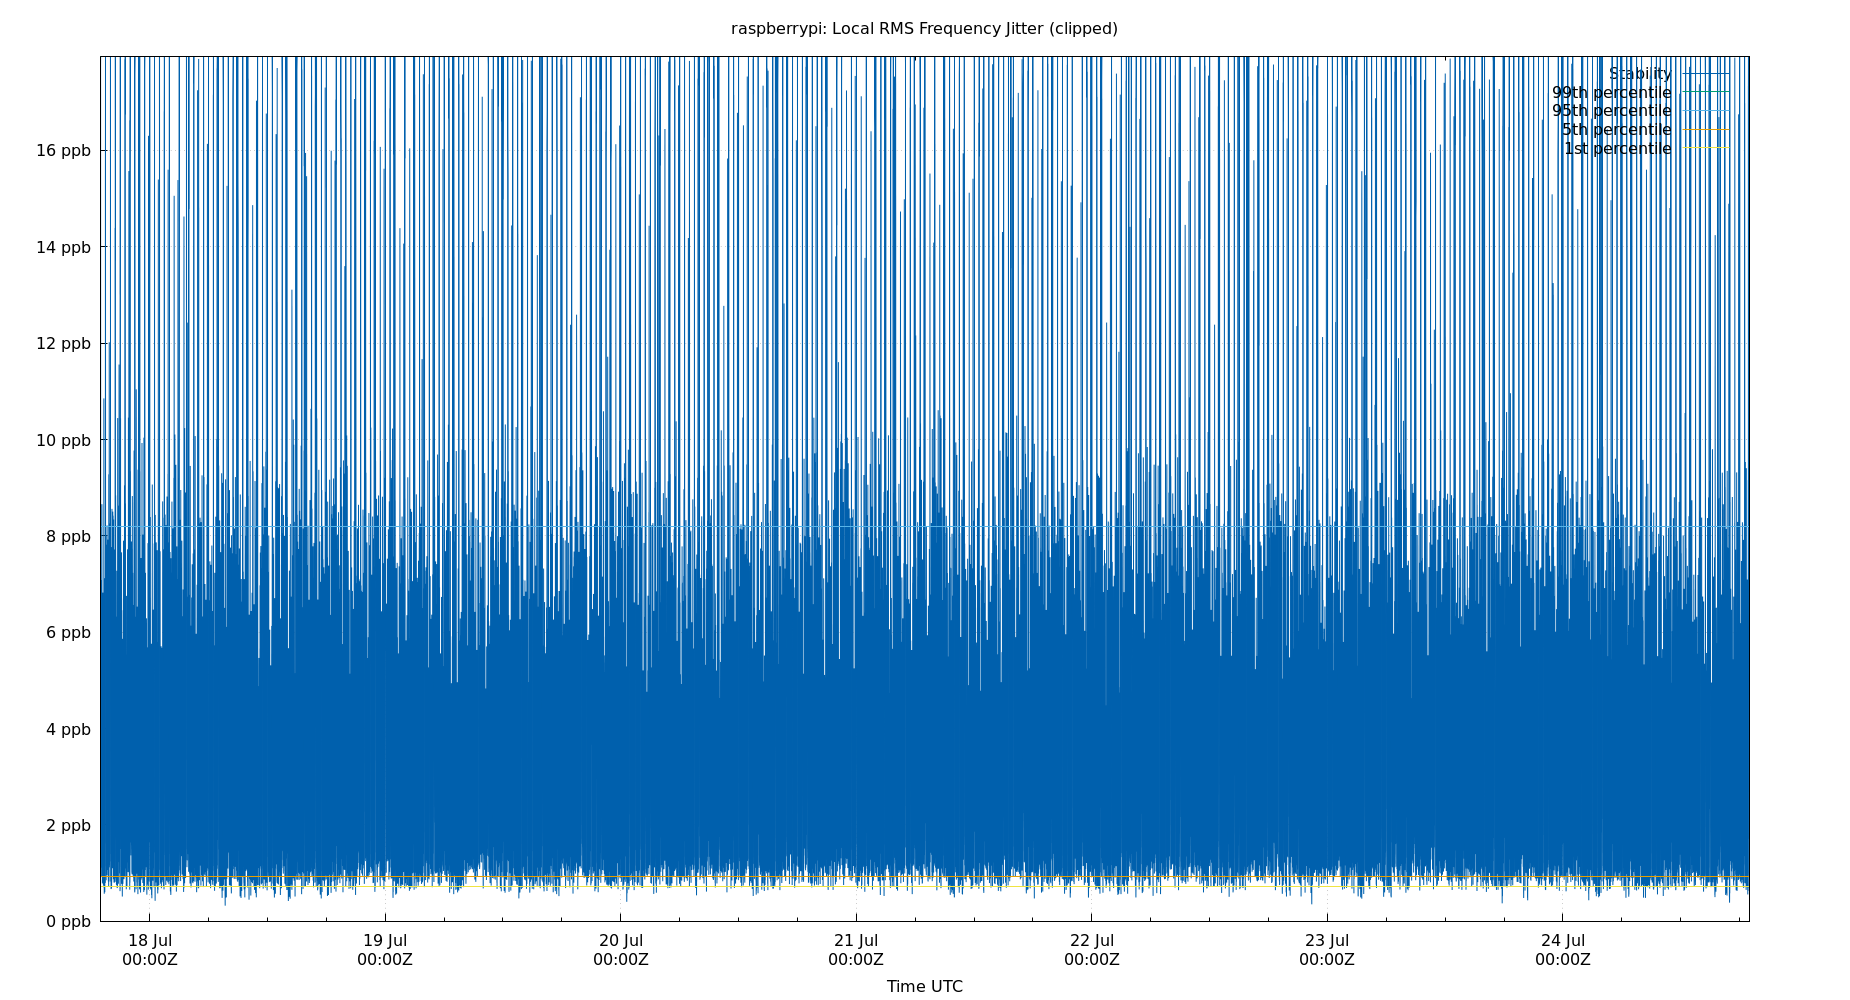 raspberrypi: Local RMS Frequency Jitter (clipped)
Stability
99th percentile
95th percentile
5th percentile
1st percentile
16 ppb
14 ppb
12 ppb
10 ppb
8 ppb
6 ppb
4 ppb
2 ppb
0 ppb
18 Jul 19 Jul 20 Jul 21 Jul 22 Jul 23 Jul 24 Jul
00:00Z 00:00Z 00:00Z 00:00Z 00:00Z 00:00Z 00:00Z
Time UTC